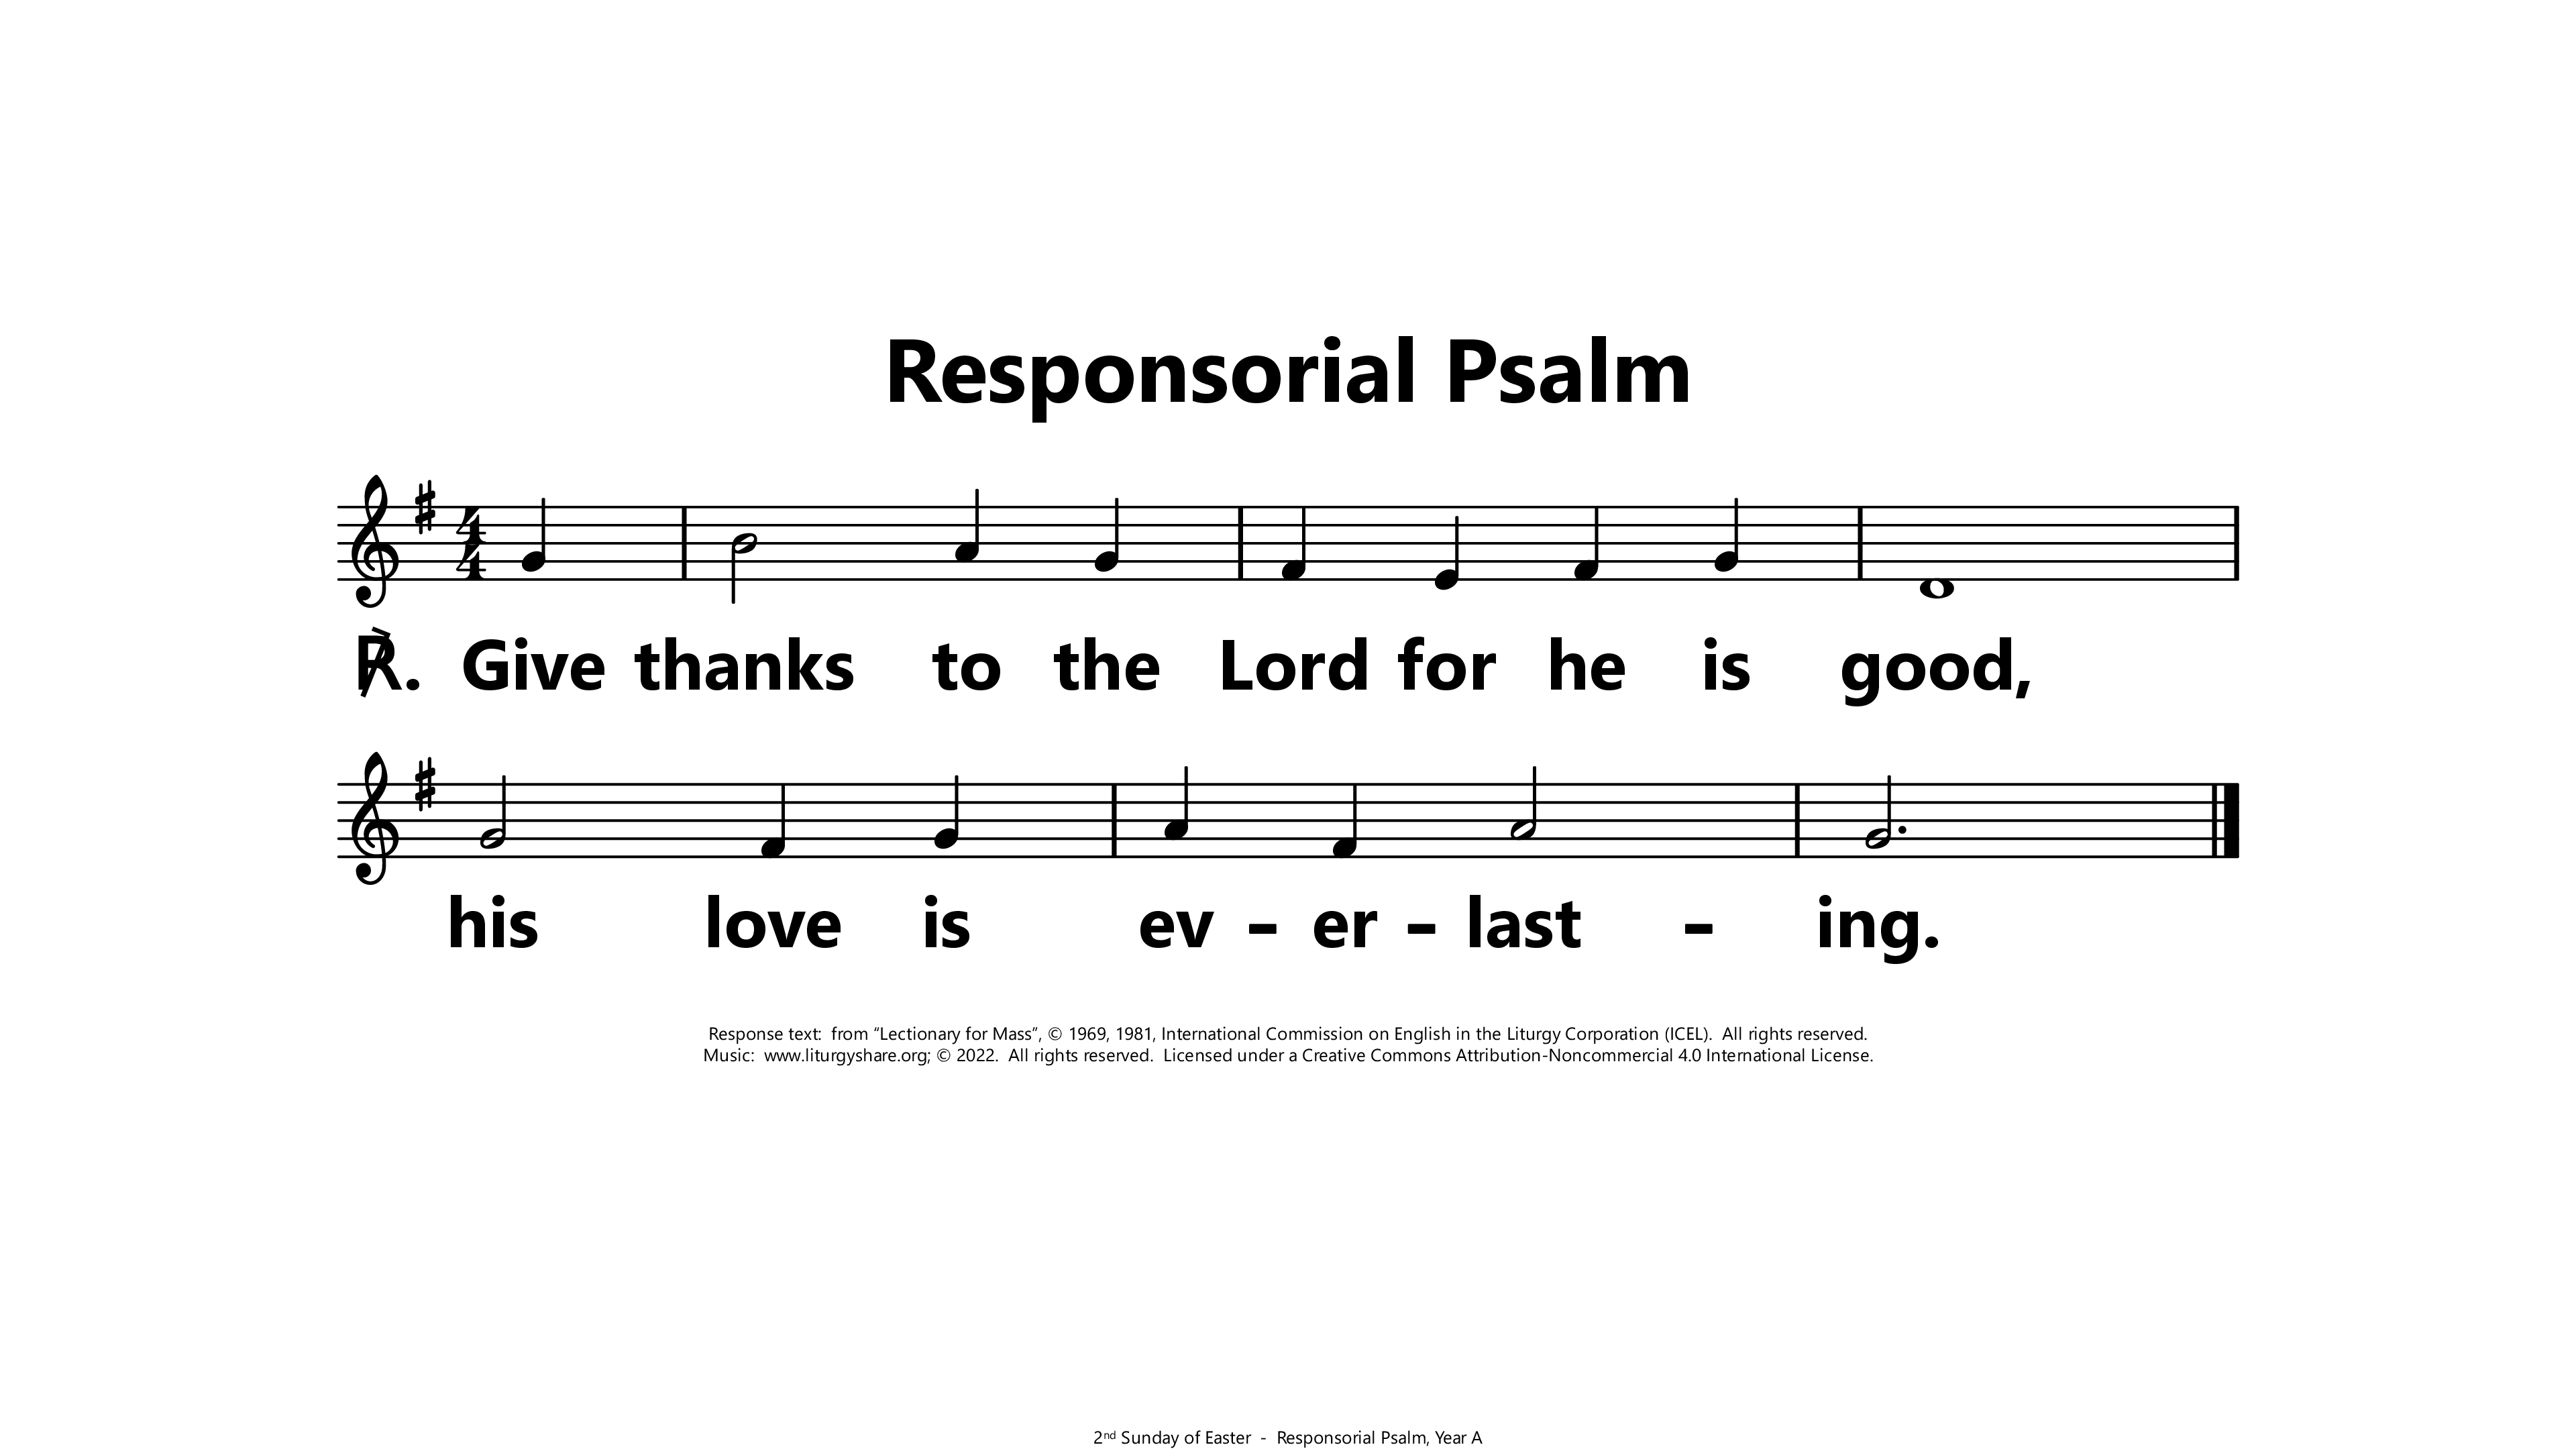 Responsorial Psalm
℟. Give thanks to the Lord for he is good,
his love is ev - er - last - ing.
Response text:  from “Lectionary for Mass”, © 1969, 1981, International Commission on English in the Liturgy Corporation (ICEL).  All rights reserved.
Music:  www.liturgyshare.org; © 2022.  All rights reserved.  Licensed under a Creative Commons Attribution-Noncommercial 4.0 International License.
2nd Sunday of Easter  -  Responsorial Psalm, Year A